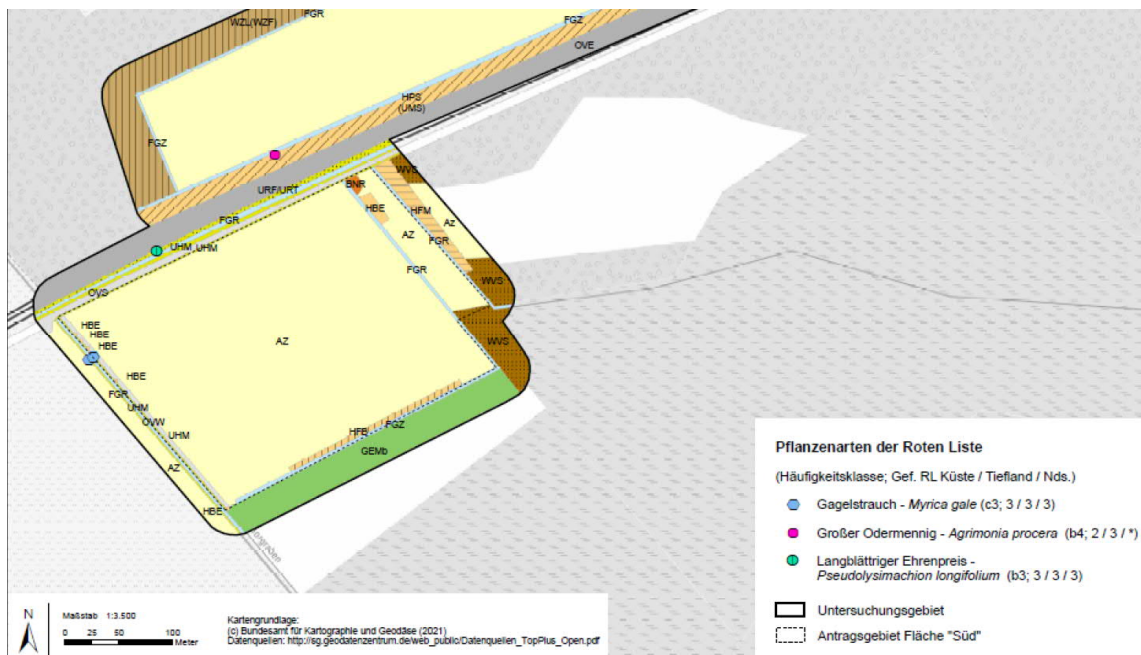 WZL(WZF)
FGR
FGZ
OVE
HPS
(UMS)
FGZ
WVS
BNR
URF/URT
HBE
HFM
Az
FGR
AZ
FGR
UHM
UHM
FGR
OVS
WVS
HBE
HBE
HBE
AZ
WVS
HBE
FGR
UHM
OVW
UHM
HFB
FGZ
GEMb
AZ
HBE
Pflanzenarten der Roten Liste
(Häufigkeitsklasse; Gef. RL Küste / Tiefland / Nds.)
Gagelstrauch - Myrica gale (c3; 3 / 3 / 3)
Großer Odermennig - Agrimonia procera (b4; 2 / 3 / *)
Langblättriger Ehrenpreis -
Pseudolysimachion longifolium (b3; 3 / 3 / 3)
Untersuchungsgebiet
Antragsgebiet Fläche "Süd"
N
Maßstab 1:3.500
0 25 50 100
Meter
Kartengrundlage:
(c) Bundesamt für Kartographie und Geodäse (2021)
Datenquellen: http://sg.geodatenzentrum.de/web_public/Datenquellen_TopPlus_Open.pdf